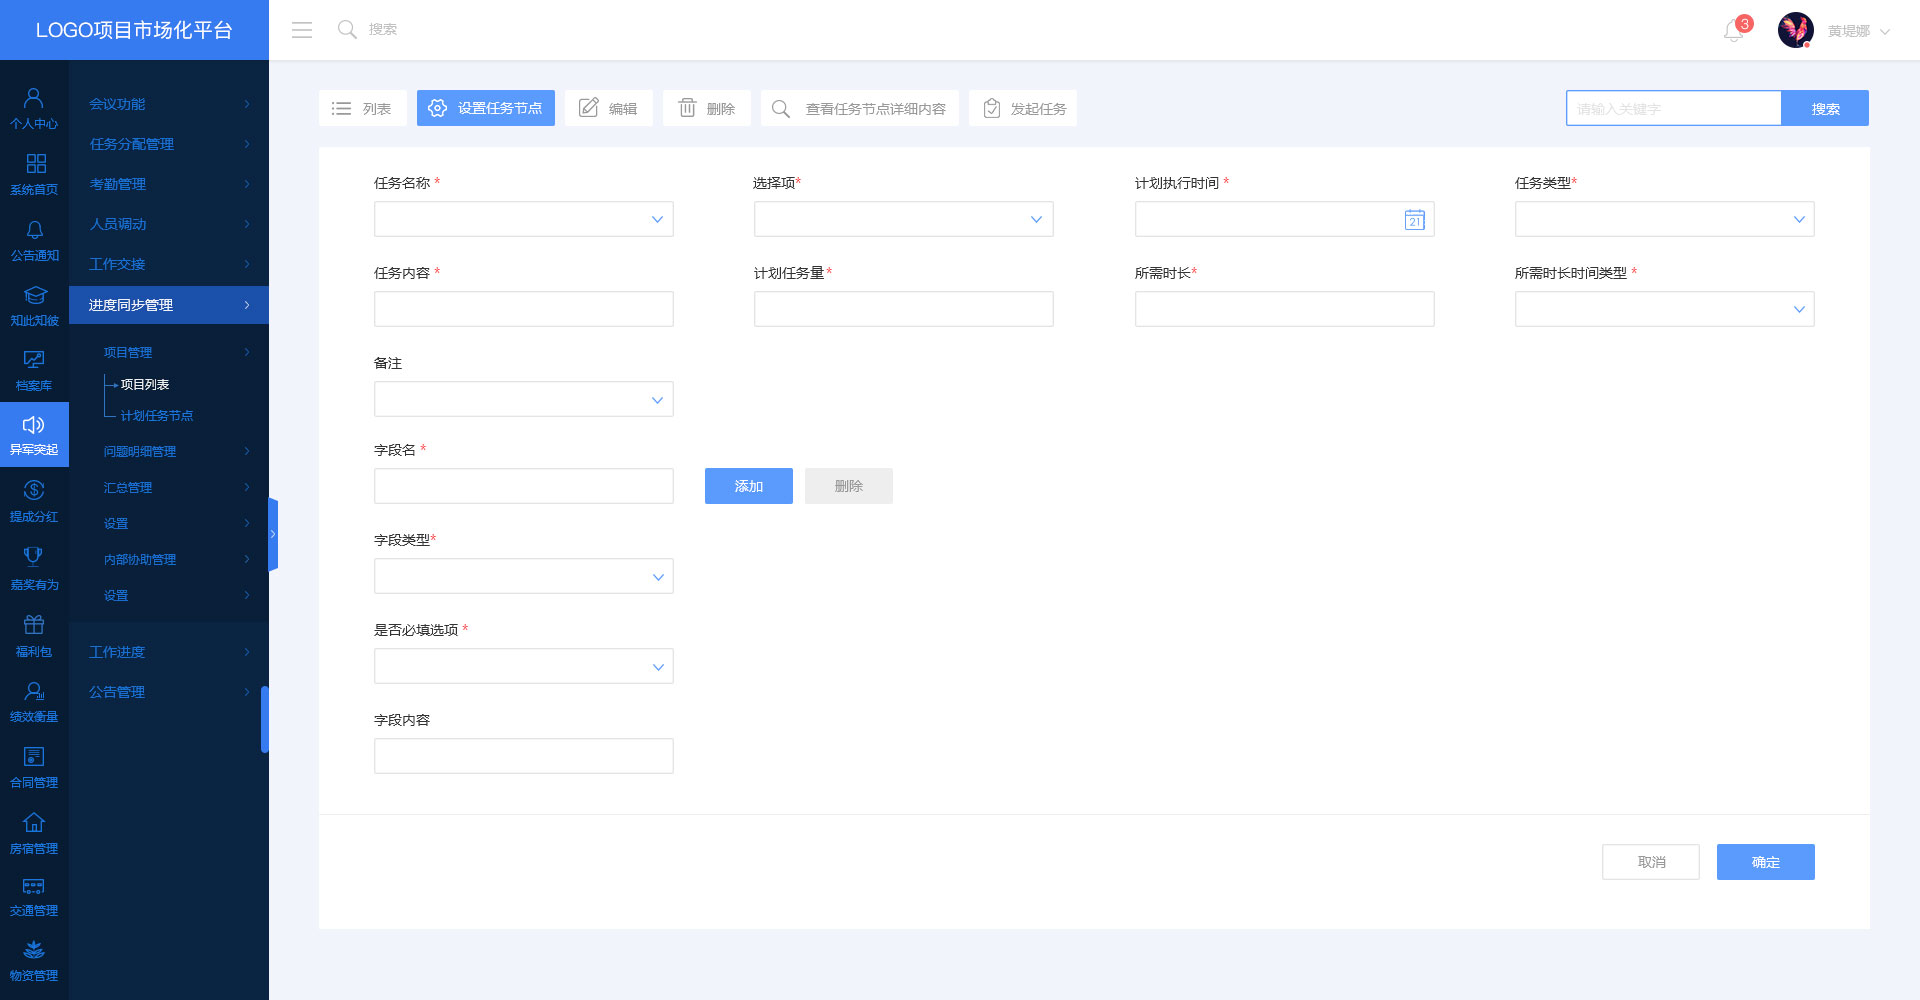 LOGO项目市场化平台
搜索
3
黄堤娜
个人中心
系统首页
公告通知
知此知彼
档案库
异军突起
提成分红
嘉奖有为
福利包
绩效衡量
合同管理
房宿管理
交通管理
物资管理
会议功能
任务分配管理
考勤管理
人员调动
工作交接
进度同步管理
项目管理
项目列表
计划任务节点
问题明细管理
汇总管理
设置
内部协助管理
设置
工作进度
公告管理
列表
设置任务节点
编辑
删除
查看任务节点详细内容
发起任务
请输入关键字
搜索
任务名称 *
选择项*
计划执行时间 *
任务类型*
21
任务内容 *
计划任务量*
所需时长*
所需时长时间类型 *
备注
字段名 *
添加
删除
字段类型*
是否必填选项 *
字段内容
取消
确定